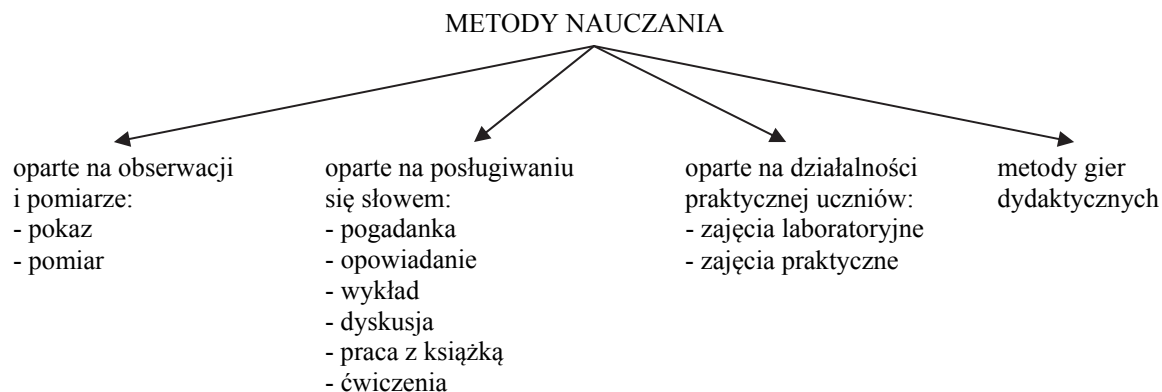 METODY NAUCZANIA
oparte na obserwacji
i pomiarze:
- pokaz
- pomiar
oparte na posługiwaniu
się słowem:
- pogadanka
- opowiadanie
- wykład
- dyskusja
- praca z książką
- ćwiczenia
oparte na działalności
praktycznej uczniów:
- zajęcia laboratoryjne
- zajęcia praktyczne
metody gier
dydaktycznych